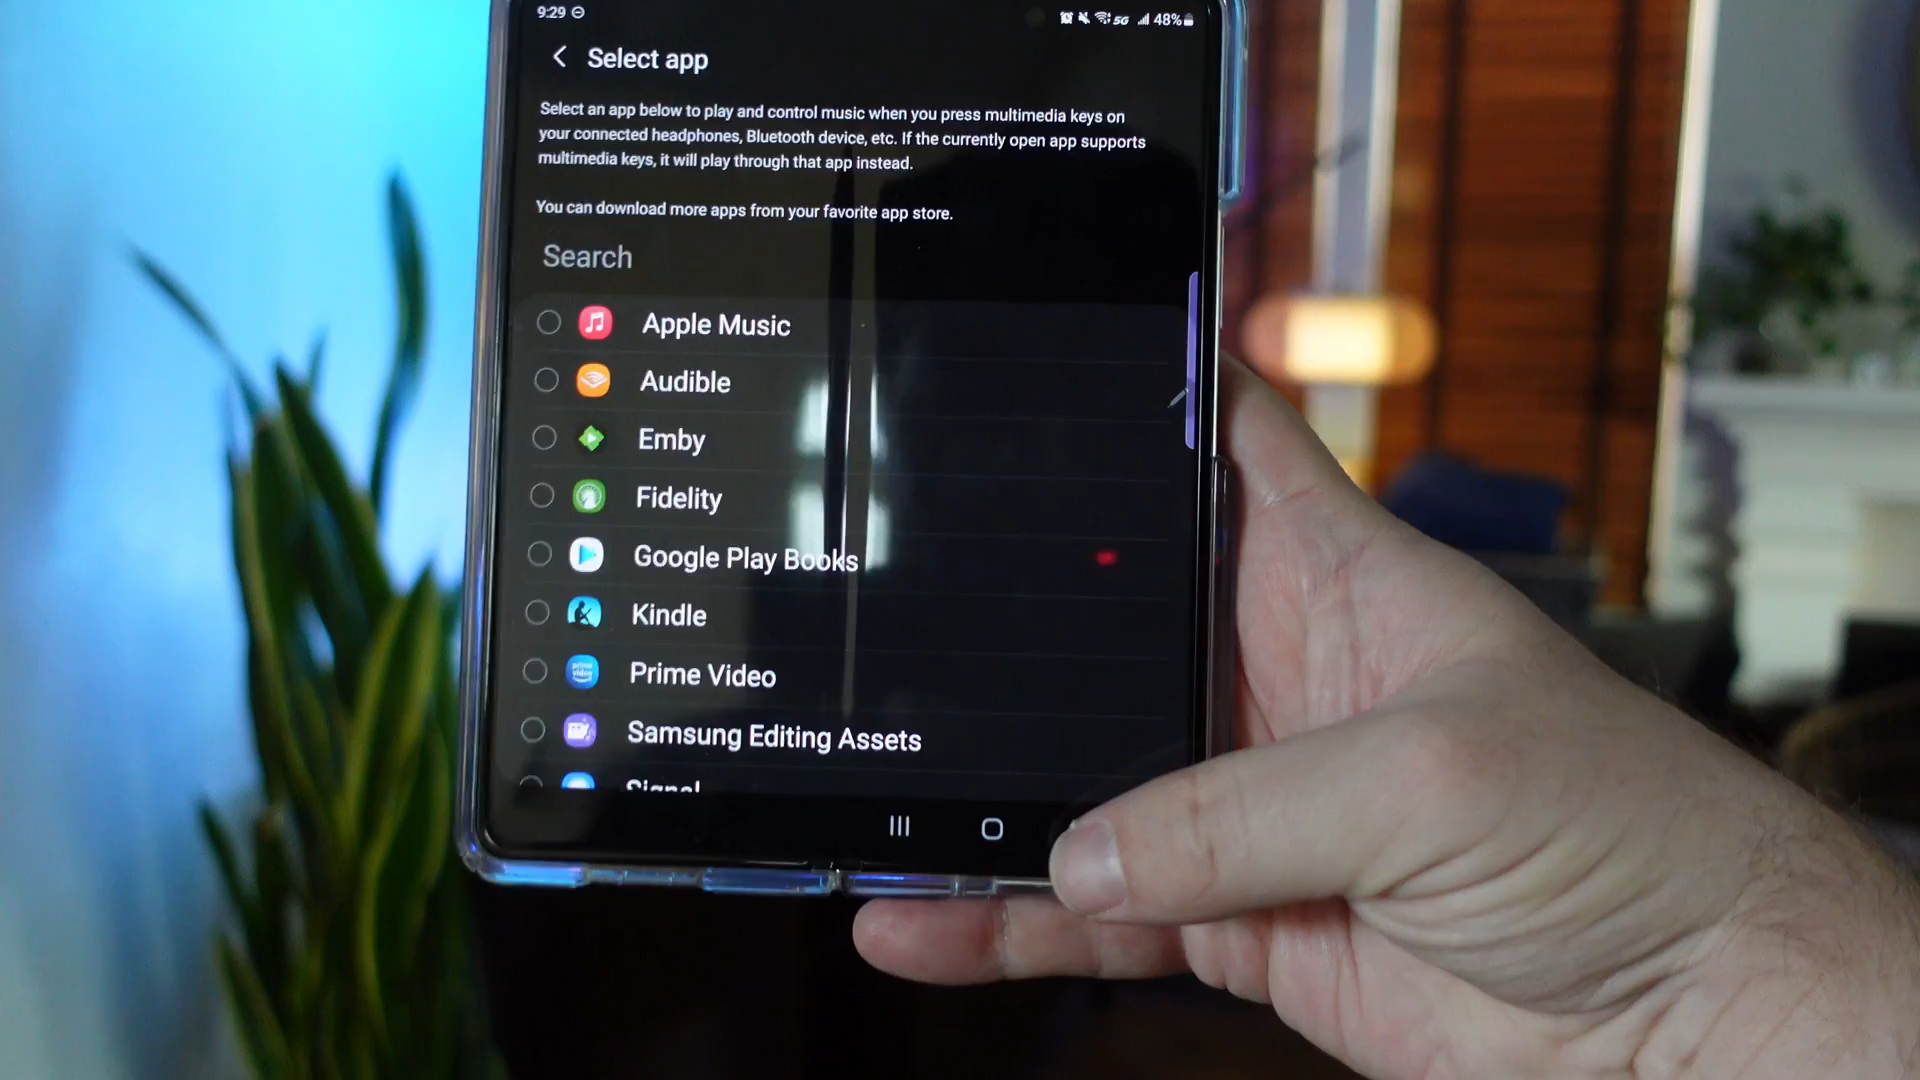 9:29
5G 48%
Select app
Select an app below to play and control music when you press multimedia keys on
your connected headphones, Bluetooth device, etc. If the currently open app supports
multimedia keys, it will play through that app instead.
You can download more apps from your favorite app store.
Search
Apple Music
Audible
Emby
Fidelity
Google Play Books
Kindle
prime video
Prime Video
Samsung Editing Assets
Signal